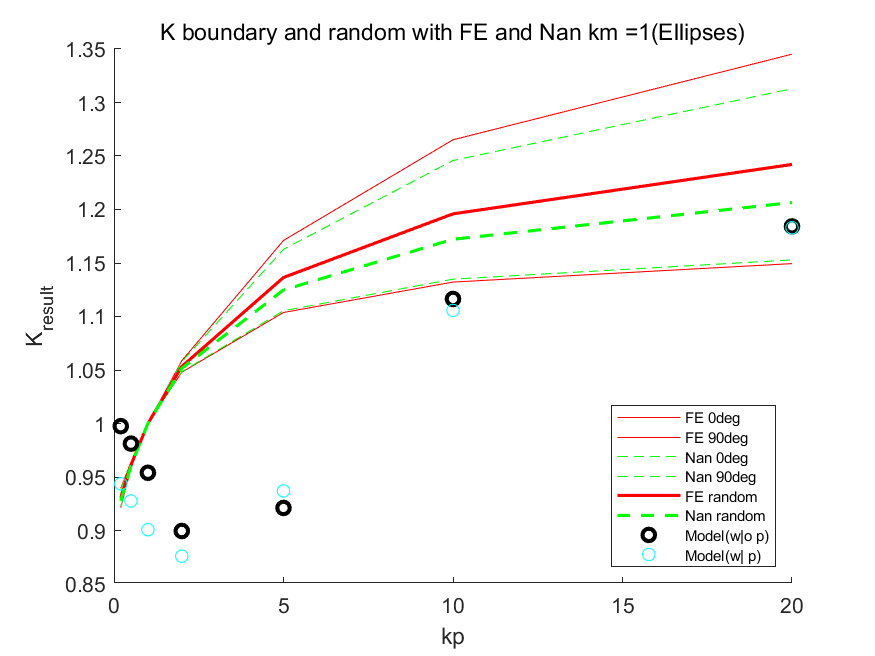 K boundary and random with FE and Nan km =1(Ellipses)
1.35
1.3
1.25
1.2
1.15
1.1
1.05
1
0.95
0.9
0.85
K_result
0 5 10 15 20
kp
FE 0deg
FE 90deg
Nan 0deg
Nan 90deg
FE random
Nan random
Model(w|o p)
Model(w| p)